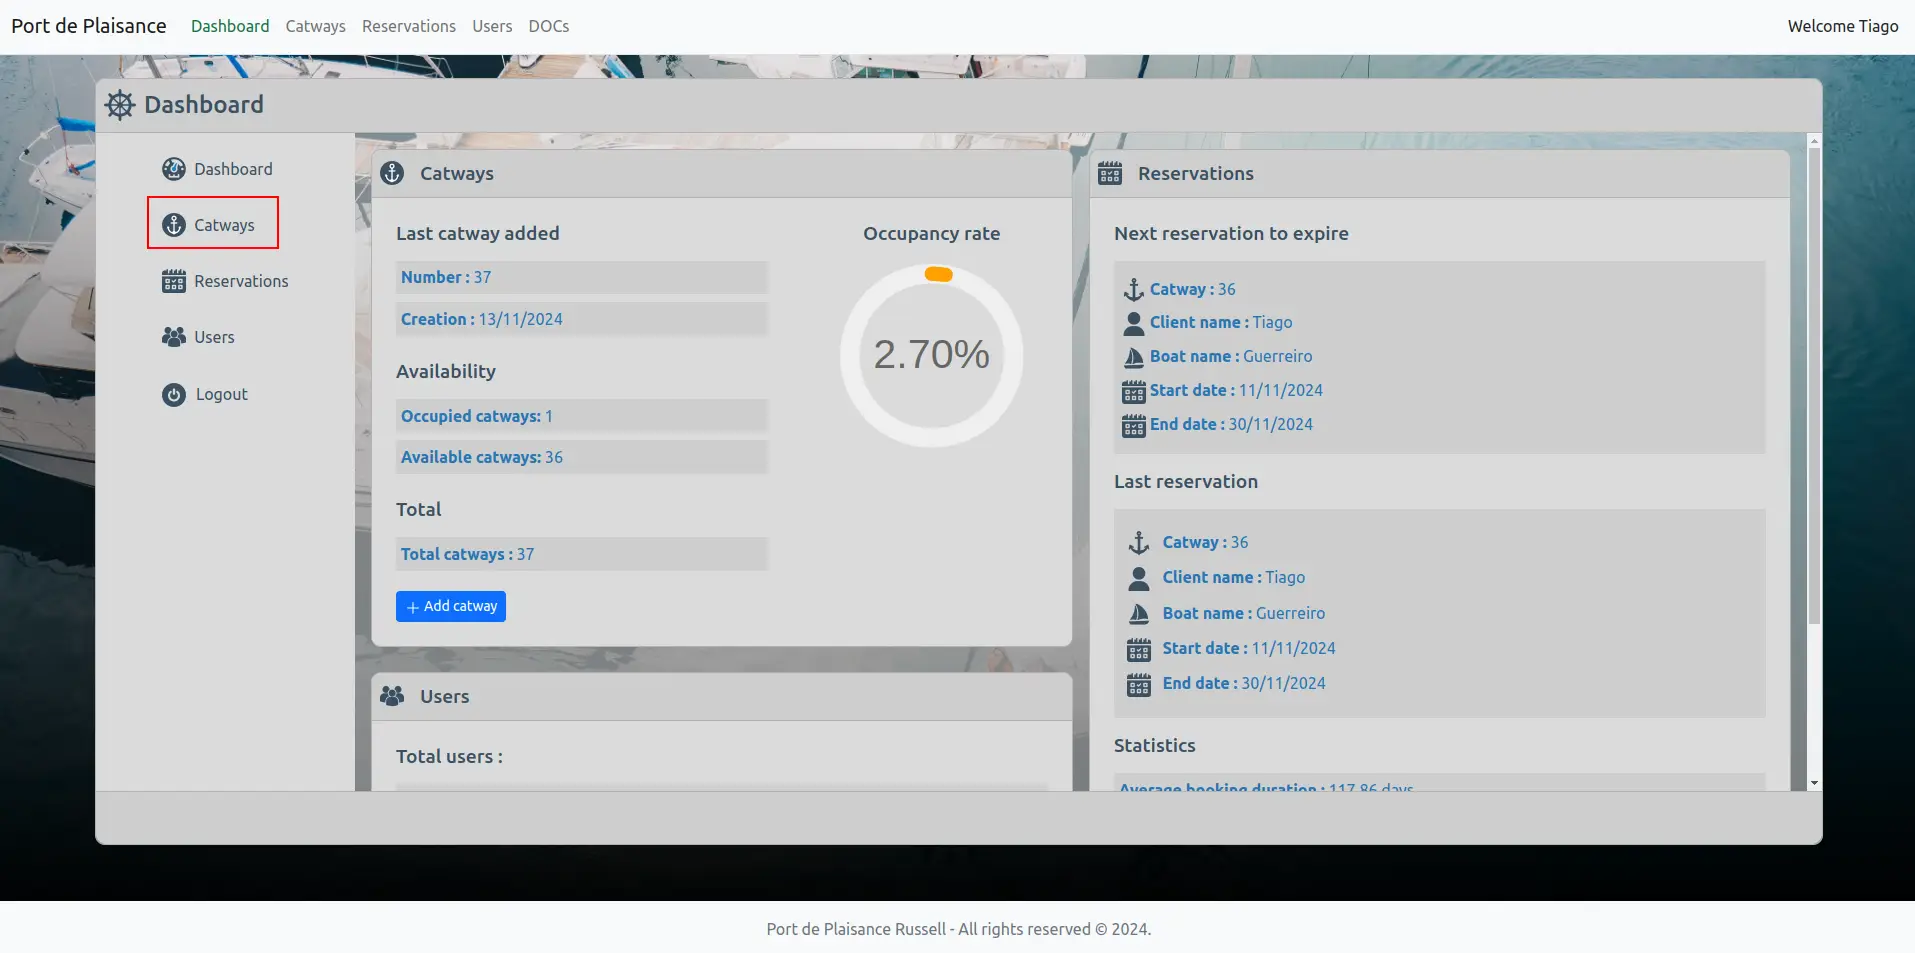 Port de Plaisance Dashboard Catways Reservations Users DOCs Welcome Tiago
Dashboard
Dashboard
Catways
Reservations
Users
Logout
Catways
Last catway added
Number : 37
Creation : 13/11/2024
Availability
Occupied catways: 1
Available catways: 36
Total
Total catways : 37
+ Add catway
Occupancy rate
2.70%
Users
Total users :
Reservations
Next reservation to expire
Catway : 36
Client name : Tiago
Boat name : Guerreiro
Start date : 11/11/2024
End date : 30/11/2024
Last reservation
Catway : 36
Client name : Tiago
Boat name : Guerreiro
Start date : 11/11/2024
End date : 30/11/2024
Statistics
Average booking duration : 117.86 days
Port de Plaisance Russell - All rights reserved © 2024.